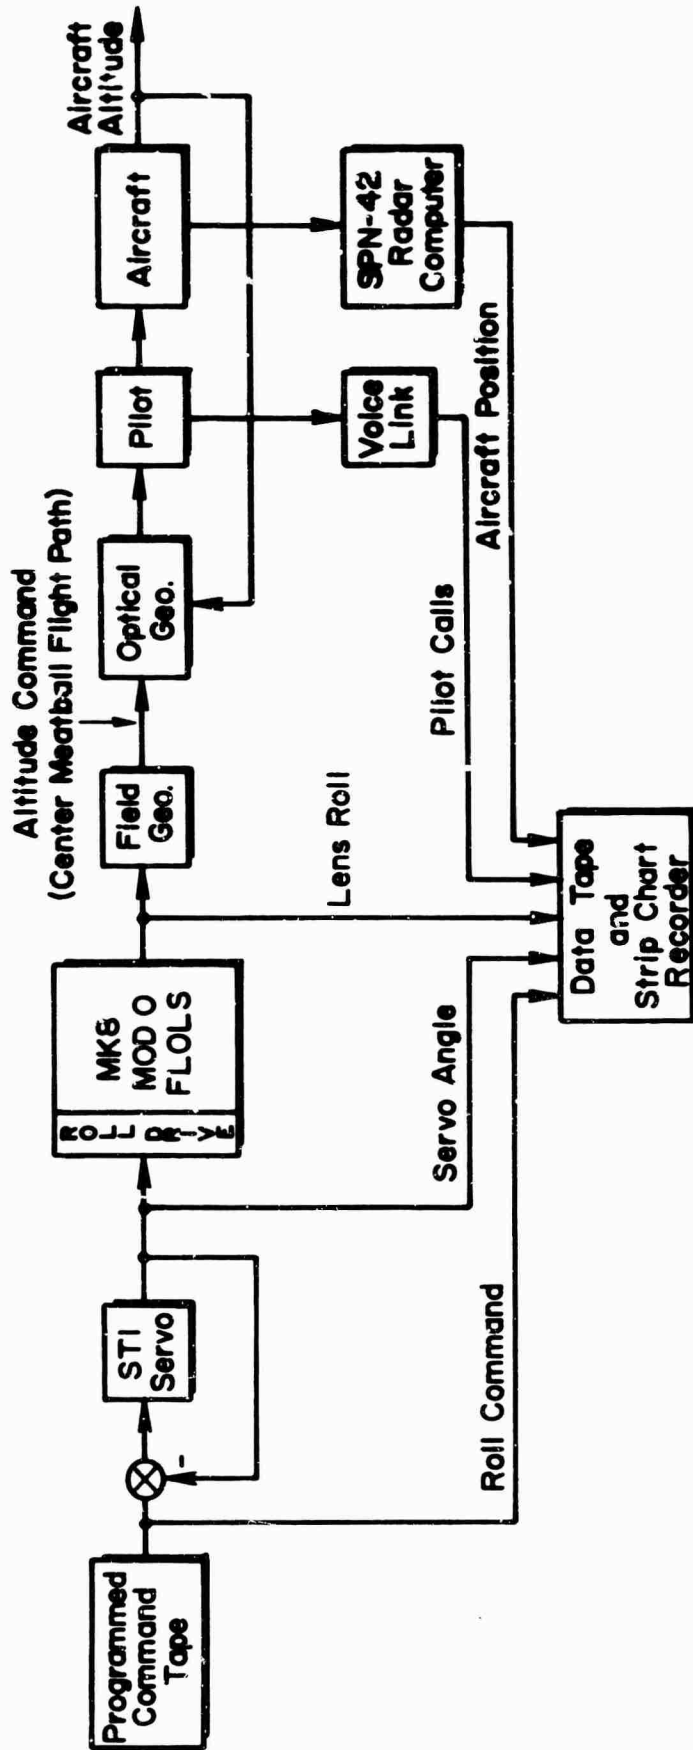 Programmed
Command
Tape
-
STI
Servo
ROLL DRIVE
MK8
MOD O
FLOLS
Field
Geo.
Altitude Command
(Center Meatball Flight Path)
Optical
Geo.
Pilot
Aircraft
Aircraft
Altitude
Voice
Link
SPN-42
Radar
Computer
Roll Command
Servo Angle
Lens Roll
Pilot Calls
Aircraft Position
Data Tape
and
Strip Chart
Recorder